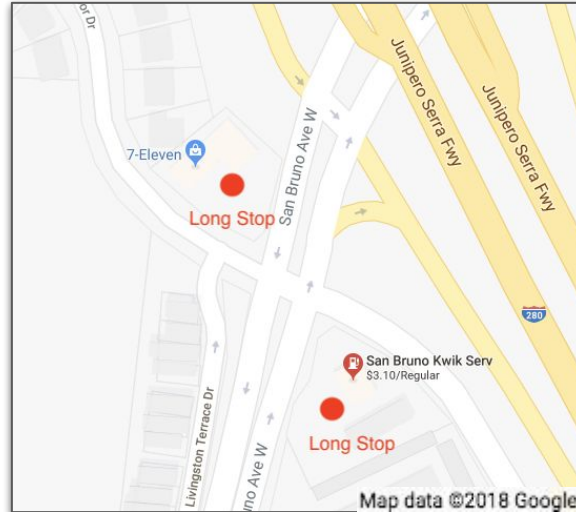 or Dr
7-Eleven
Long Stop
San Bruno Ave W
Junipero Serra Fwy
Junipero Serra Fwy
280
San Bruno Kwik Serv
$3.10/Regular
Long Stop
Livingston Terrace Dr
uno Ave W
Map data ©2018 Google